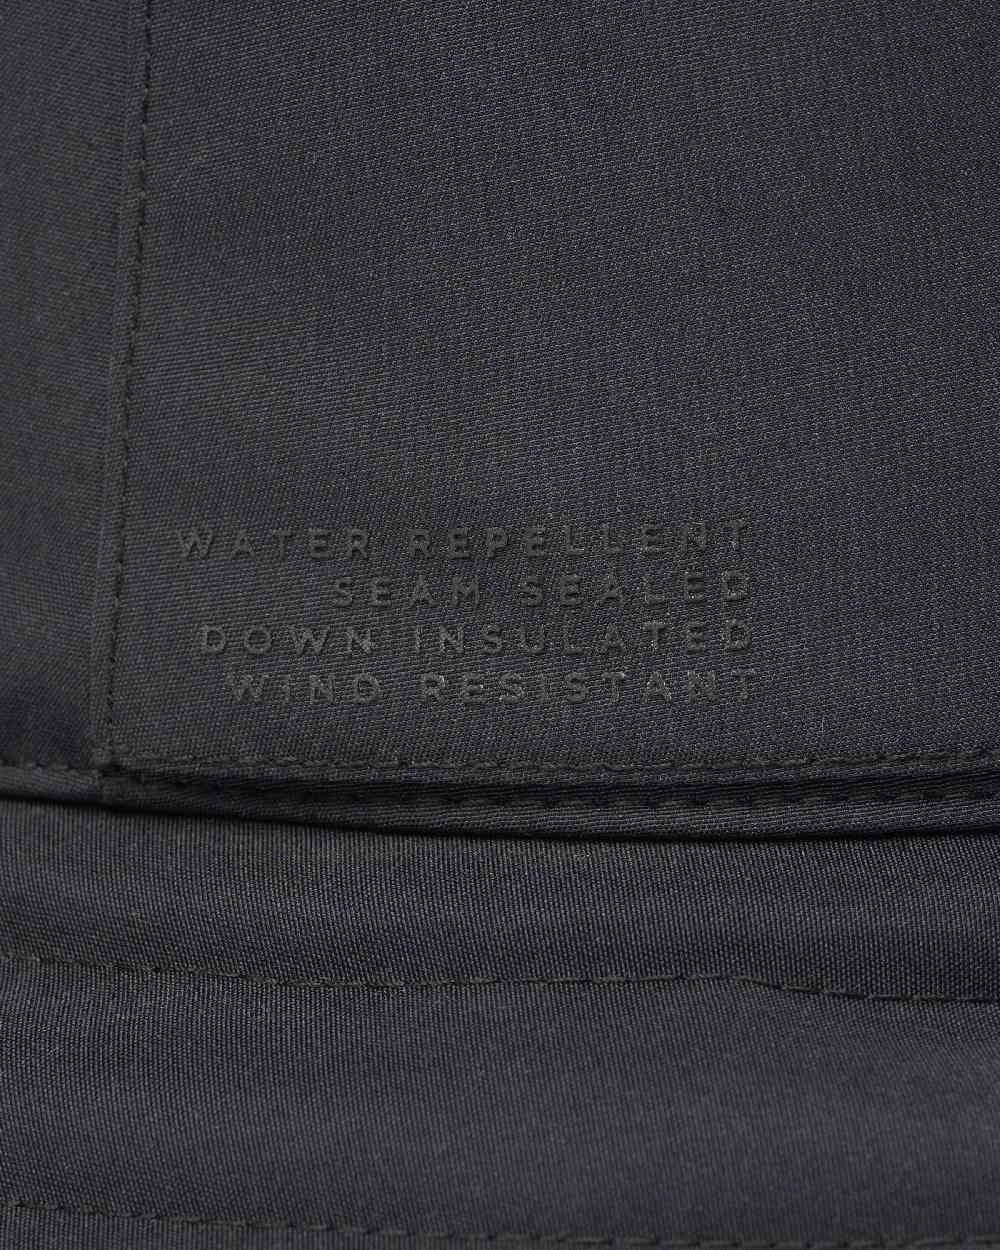 WATER REPELLENT
SEAM SEALED
DOWN INSULATED
WIND RESISTANT